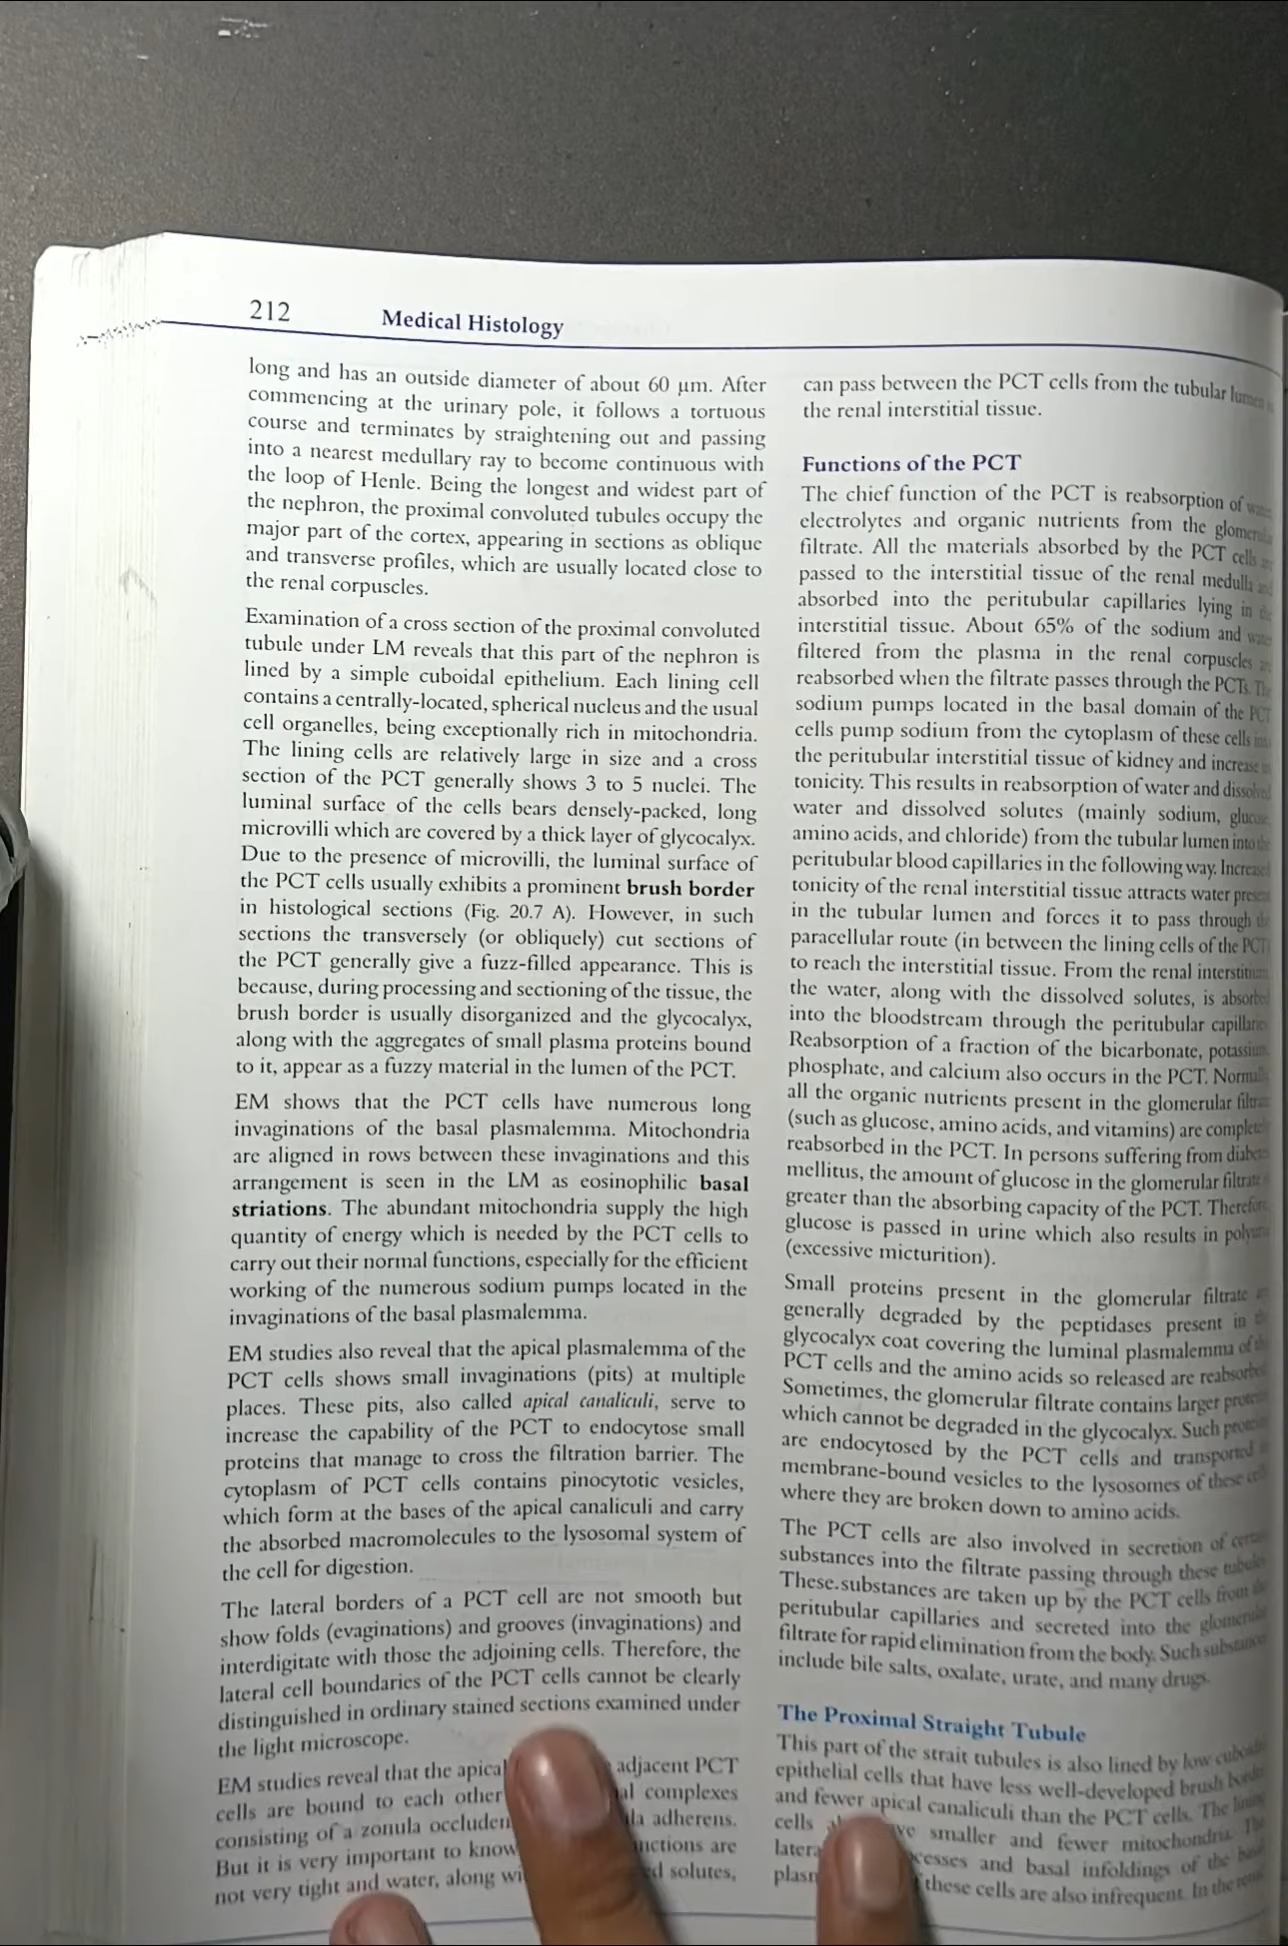 212
Medical Histology
long and has an outside diameter of about 60 µm. After
commencing at the urinary pole, it follows a tortuous
course and terminates by straightening out and passing
into a nearest medullary ray to become continuous with
the loop of Henle. Being the longest and widest part of
the nephron, the proximal convoluted tubules occupy the
major part of the cortex, appearing in sections as oblique
and transverse profiles, which are usually located close to
the renal corpuscles.
Examination of a cross section of the proximal convoluted
tubule under LM reveals that this part of the nephron is
lined by a simple cuboidal epithelium. Each lining cell
contains a centrally-located, spherical nucleus and the usual
cell organelles, being exceptionally rich in mitochondria.
The lining cells are relatively large in size and a cross
section of the PCT generally shows 3 to 5 nuclei. The
luminal surface of the cells bears densely-packed, long
microvilli which are covered by a thick layer of glycocalyx.
Due to the presence of microvilli, the luminal surface of
the PCT cells usually exhibits a prominent brush border
in histological sections (Fig. 20.7 A). However, in such
sections the transversely (or obliquely) cut sections of
the PCT generally give a fuzz-filled appearance. This is
because, during processing and sectioning of the tissue, the
brush border is usually disorganized and the glycocalyx,
along with the aggregates of small plasma proteins bound
to it, appear as a fuzzy material in the lumen of the PCT.
EM shows that the PCT cells have numerous long
invaginations of the basal plasmalemma. Mitochondria
are aligned in rows between these invaginations and this
arrangement is seen in the LM as eosinophilic basal
striations. The abundant mitochondria supply the high
quantity of energy which is needed by the PCT cells to
carry out their normal functions, especially for the efficient
working of the numerous sodium pumps located in the
invaginations of the basal plasmalemma.
EM studies also reveal that the apical plasmalemma of the
PCT cells shows small invaginations (pits) at multiple
places. These pits, also called apical canaliculi, serve to
increase the capability of the PCT to endocytose small
proteins that manage to cross the filtration barrier. The
cytoplasm of PCT cells contains pinocytotic vesicles,
which form at the bases of the apical canaliculi and carry
the absorbed macromolecules to the lysosomal system of
the cell for digestion.
The lateral borders of a PCT cell are not smooth but
show folds (evaginations) and grooves (invaginations) and
interdigitate with those the adjoining cells. Therefore, the
lateral cell boundaries of the PCT cells cannot be clearly
distinguished in ordinary stained sections examined under
the light microscope.
EM studies reveal that the adjacent PCT
cells are bound to each other complexes
consisting of a zonula adherens.
But it is very important to know are
not very tight and water, along solutes,
can pass between the PCT cells from the tubular lumen
the renal interstitial tissue.
Functions of the PCT
The chief function of the PCT is reabsorption of
electrolytes and organic nutrients from the
filtrate. All the materials absorbed by the PCT cells
passed to the interstitial tissue of the renal medulla
absorbed into the peritubular capillaries lying in
interstitial tissue. About 65% of the sodium and
filtered from the plasma in the renal corpuscles
reabsorbed when the filtrate passes through the PCTs.
sodium pumps located in the basal domain of the PCT
cells pump sodium from the cytoplasm of these cells
the peritubular interstitial tissue of kidney and increase
tonicity. This results in reabsorption of water and
water and dissolved solutes (mainly sodium,
amino acids, and chloride) from the tubular lumen into
peritubular blood capillaries in the following way.
tonicity of the renal interstitial tissue attracts water
in the tubular lumen and forces it to pass through
paracellular route (in between the lining cells of the PCT
to reach the interstitial tissue. From the renal
the water, along with the dissolved solutes, is
into the bloodstream through the peritubular
Reabsorption of a fraction of the bicarbonate,
phosphate, and calcium also occurs in the PCT.
all the organic nutrients present in the glomerular
(such as glucose, amino acids, and vitamins) are
reabsorbed in the PCT. In persons suffering from
mellitus, the amount of glucose in the glomerular filtrate
greater than the absorbing capacity of the PCT.
glucose is passed in urine which also results in
(excessive micturition).
Small proteins present in the glomerular filtrate
generally degraded by the peptidases present in
glycocalyx coat covering the luminal plasmalemma of
PCT cells and the amino acids so released are
Sometimes, the glomerular filtrate contains larger
which cannot be degraded in the glycocalyx. Such
are endocytosed by the PCT cells and transported
membrane-bound vesicles to the lysosomes of these
where they are broken down to amino acids.
The PCT cells are also involved in secretion of
substances into the filtrate passing through these
These.substances are taken up by the PCT cells from
peritubular capillaries and secreted into the
filtrate for rapid elimination from the body. Such
include bile salts, oxalate, urate, and many drugs.
The Proximal Straight Tubule
This part of the strait tubules is also lined by low
epithelial cells that have less well-developed brush
and fewer apical canaliculi than the PCT cells. The
cells smaller and fewer mitochondria.
and basal infoldings of the
these cells are also infrequent. In the